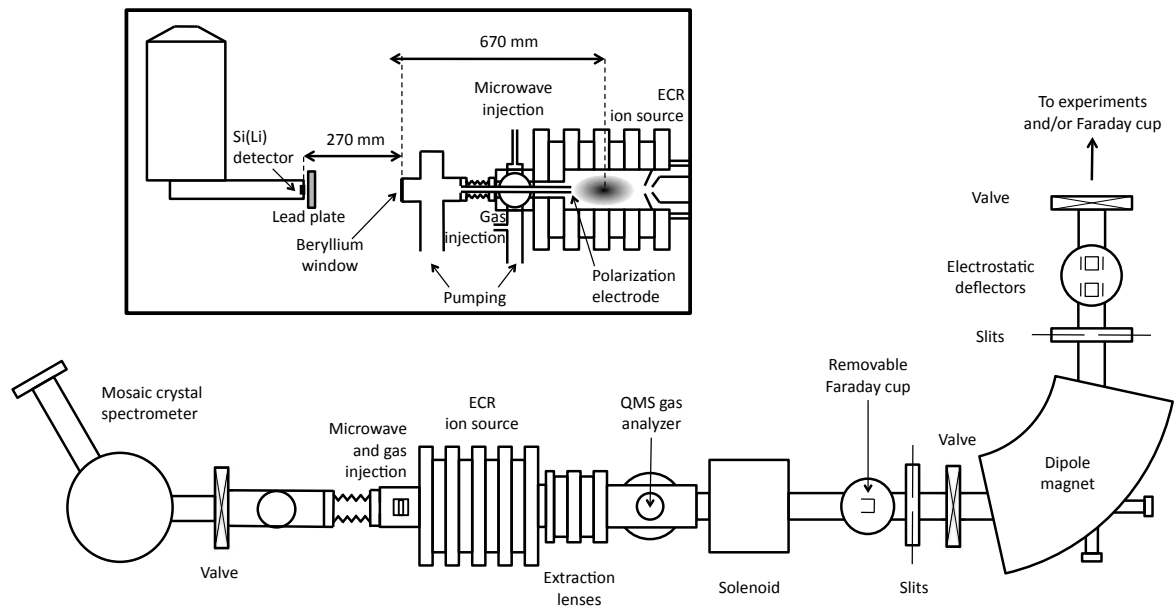 670 mm
Microwave
injection
ECR
ion source
Si(Li)
detector
270 mm
Lead plate
Beryllium
window
Gas
injection
Pumping
Polarization
electrode
To experiments
and/or Faraday cup
Valve
Electrostatic
deflectors
Slits
Mosaic crystal
spectrometer
Valve
Microwave
and gas
injection
ECR
ion source
Extraction
lenses
QMS gas
analyzer
Solenoid
Removable
Faraday cup
Slits
Valve
Dipole
magnet